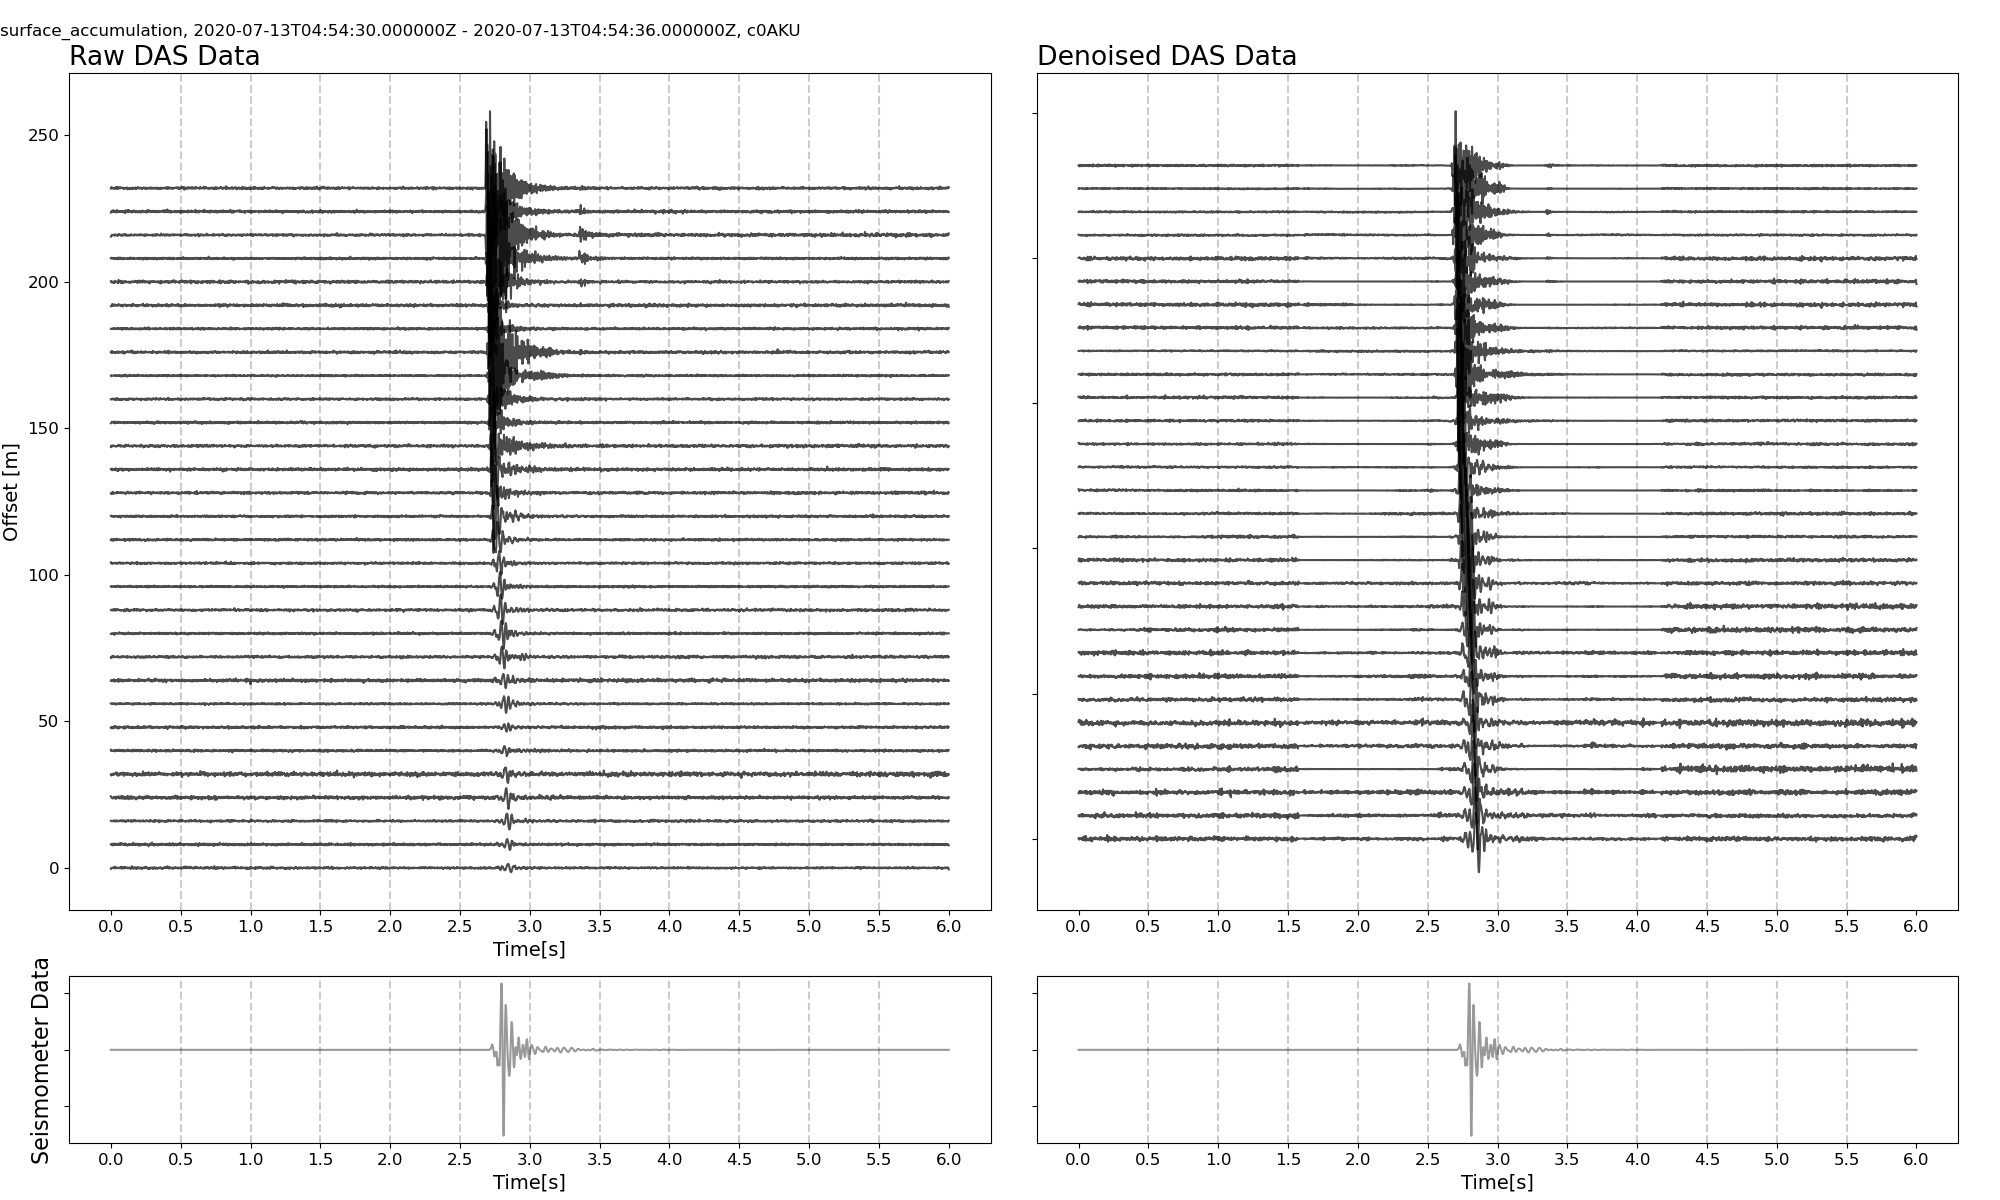 surface_accumulation, 2020-07-13T04:54:30.000000Z - 2020-07-13T04:54:36.000000Z, c0AKU
Raw DAS Data
Denoised DAS Data
250
200
150
100
50
0
Offset [m]
0.0 0.5 1.0 1.5 2.0 2.5 3.0 3.5 4.0 4.5 5.0 5.5 6.0
Time[s]
0.0 0.5 1.0 1.5 2.0 2.5 3.0 3.5 4.0 4.5 5.0 5.5 6.0
Seismometer Data
0.0 0.5 1.0 1.5 2.0 2.5 3.0 3.5 4.0 4.5 5.0 5.5 6.0
Time[s]
0.0 0.5 1.0 1.5 2.0 2.5 3.0 3.5 4.0 4.5 5.0 5.5 6.0
Time[s]